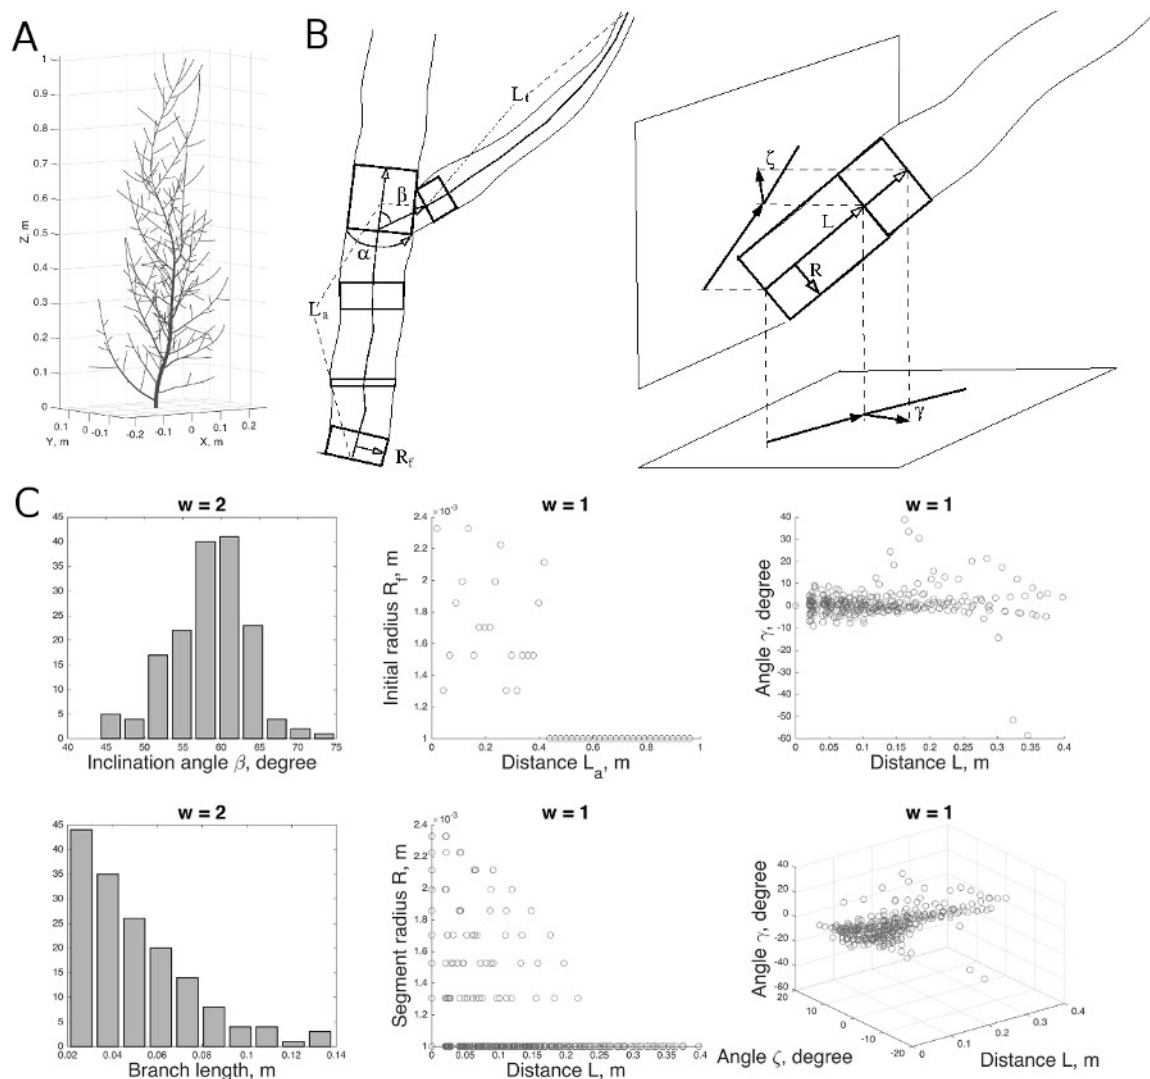 A
B
1
0.9
0.8
0.7
0.6
0.5
0.4
0.3
0.2
0.1
0
Z, m
0.1
0
-0.1
Y, m
-0.2
-0.1
0
0.1
0.2
X, m
L_t
β
α
L_a
R_f
ζ
L
R
γ
C
w = 2
45
40
35
30
25
20
15
10
5
0
40 45 50 55 60 65 70 75
Inclination angle β, degree
w = 1
×10⁻³
2.4
2.2
2
1.8
1.6
1.4
1.2
1
0 0.2 0.4 0.6 0.8 1
Initial radius R_f, m
Distance L_a, m
w = 1
40
30
20
10
0
-10
-20
-30
-40
-50
-60
0 0.05 0.1 0.15 0.2 0.25 0.3 0.35 0.4
Angle γ, degree
Distance L, m
w = 2
45
40
35
30
25
20
15
10
5
0
0.02 0.04 0.06 0.08 0.1 0.12 0.14
Branch length, m
w = 1
×10⁻³
2.4
2.2
2
1.8
1.6
1.4
1.2
1
0 0.05 0.1 0.15 0.2 0.25 0.3 0.35 0.4
Segment radius R, m
Distance L, m
w = 1
40
20
0
-20
-40
-60
Angle γ, degree
20
10
0
-10
-20
Angle ζ, degree
0
0.1
0.2
0.3
0.4
Distance L, m